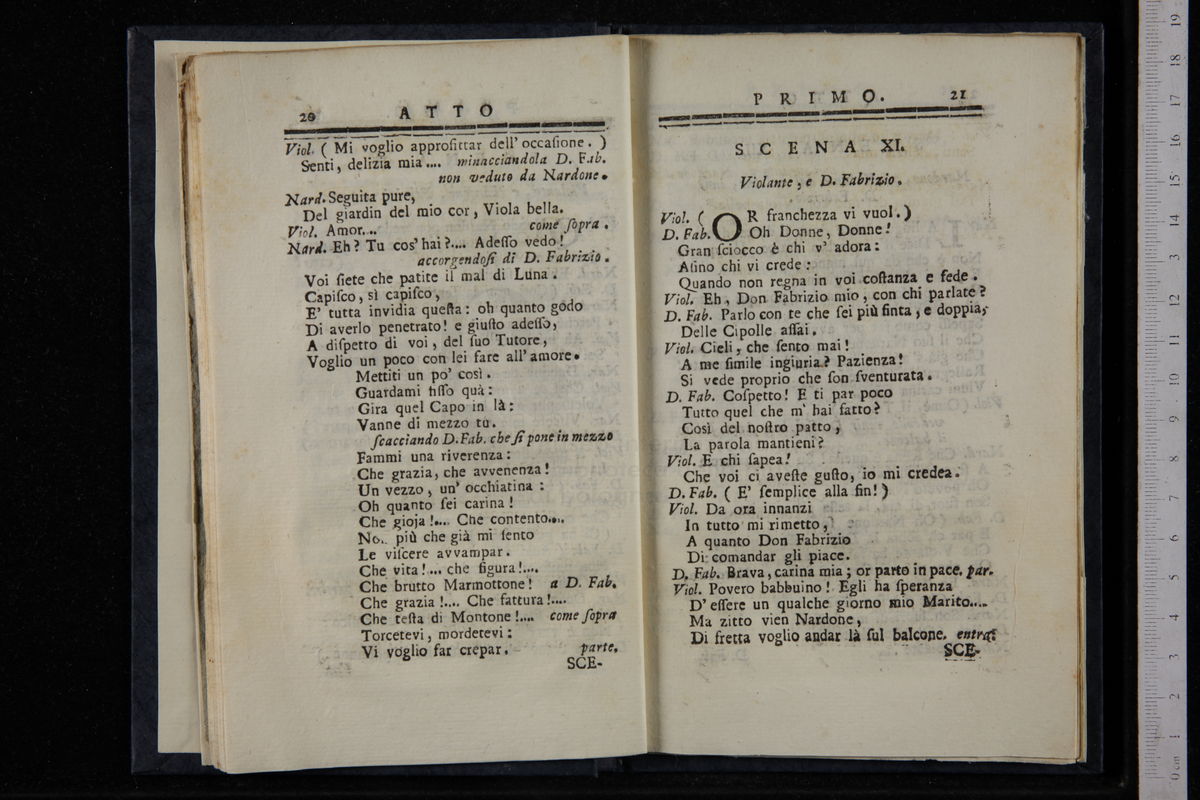 20 ATTO
Viol. ( Mi voglio approfittar dell' occaſione. )
Senti, delizia mia.... minacciandola D. Fab.
non veduto da Nardone.
Nard. Seguita pure,
Del giardin del mio cor, Viola bella.
Viol. Amor.... come ſopra.
Nard. Eh? Tu cos' hai?.... Adeſſo vedo!
accorgendoſi di D. Fabrizio.
Voi ſiete che patite il mal di Luna.
Capiſco, sì capiſco,
E' tutta invidia queſta: oh quanto godo
Di averlo penetrato! e giuſto adeſſo,
A diſpetto di voi, del ſuo Tutore,
Voglio un poco con lei fare all' amore.
Mettiti un po' così.
Guardami fiſſo quà:
Gira quel Capo in là:
Vanne di mezzo tu.
ſcacciando D. Fab. che ſi pone in mezzo
Fammi una riverenza:
Che grazia, che avvenenza!
Un vezzo, un' occhiatina:
Oh quanto ſei carina!
Che gioja!.... Che contento....
No.. più che già mi ſento
Le viſcere avvampar.
Che vita!.... che figura!....
Che brutto Marmottone! a D. Fab.
Che grazia!.... Che fattura!....
Che teſta di Montone!.... come ſopra
Torcetevi, mordetevi:
Vi voglio far crepar. parte.
SCE-
PRIMO. 21
SCENA XI.
Violante, e D. Fabrizio.
Viol. ( OR franchezza vi vuol. )
D. Fab. Oh Donne, Donne!
Gran ſciocco è chi v' adora:
Aſino chi vi crede:
Quando non regna in voi coſtanza e fede.
Viol. Eh, Don Fabrizio mio, con chi parlate?
D. Fab. Parlo con te che ſei più finta, e doppia,
Delle Cipolle aſſai.
Viol. Cieli, che ſento mai!
A me ſimile ingiuria? Pazienza!
Si vede proprio che ſon ſventurata.
D. Fab. Coſpetto! E ti par poco
Tutto quel che m' hai fatto?
Così del noſtro patto,
La parola mantieni?
Viol. E chi ſapea!
Che voi ci aveſte guſto, io mi credea.
D. Fab. ( E' ſemplice alla fin! )
Viol. Da ora innanzi
In tutto mi rimetto,
A quanto Don Fabrizio
Di comandar gli piace.
D. Fab. Brava, carina mia; or parto in pace. par.
Viol. Povero babbuino! Egli ha ſperanza
D' eſſere un qualche giorno mio Marito....
Ma zitto vien Nardone,
Di fretta voglio andar là ſul balcone. entra
SCE-